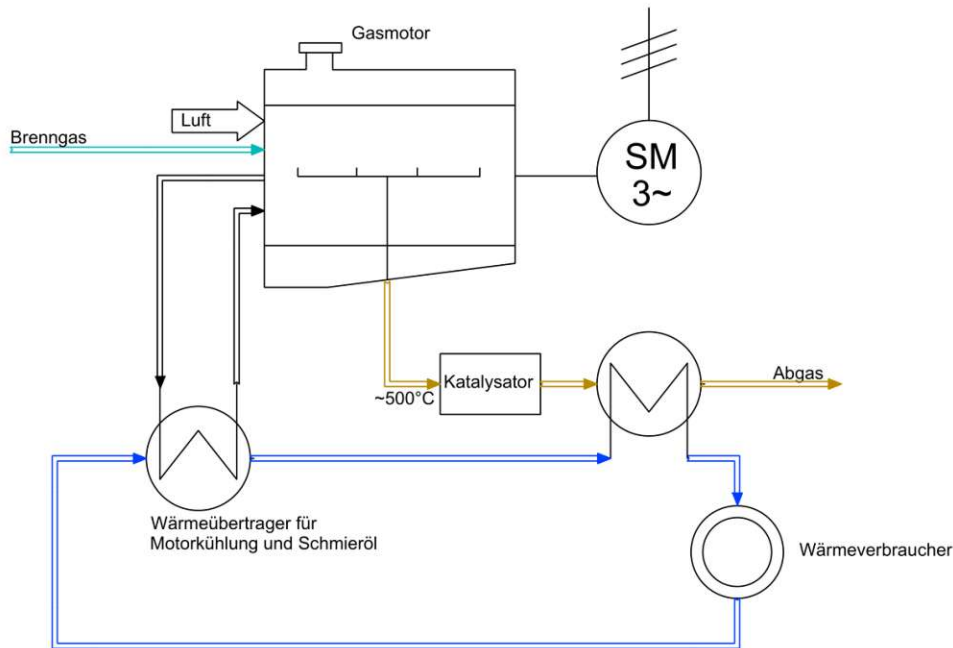 Gasmotor
Luft
Brenngas
SM
3~
Katalysator
~500°C
Abgas
Wärmeübertrager für
Motorkühlung und Schmieröl
Wärmeverbraucher